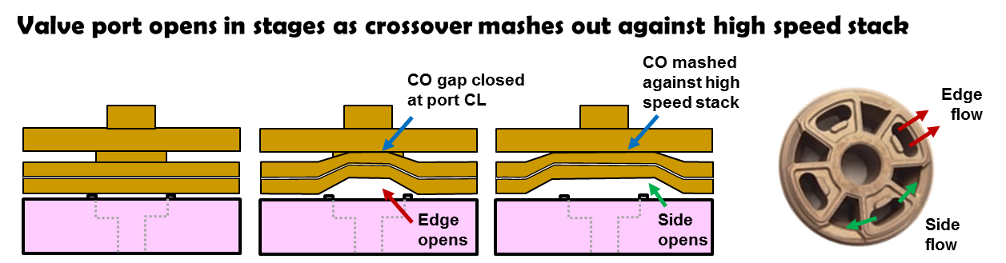 Valve port opens in stages as crossover mashes out against high speed stack
CO gap closed
at port CL
CO mashed
against high
speed stack
Edge
flow
Edge
opens
Side
opens
Side
flow